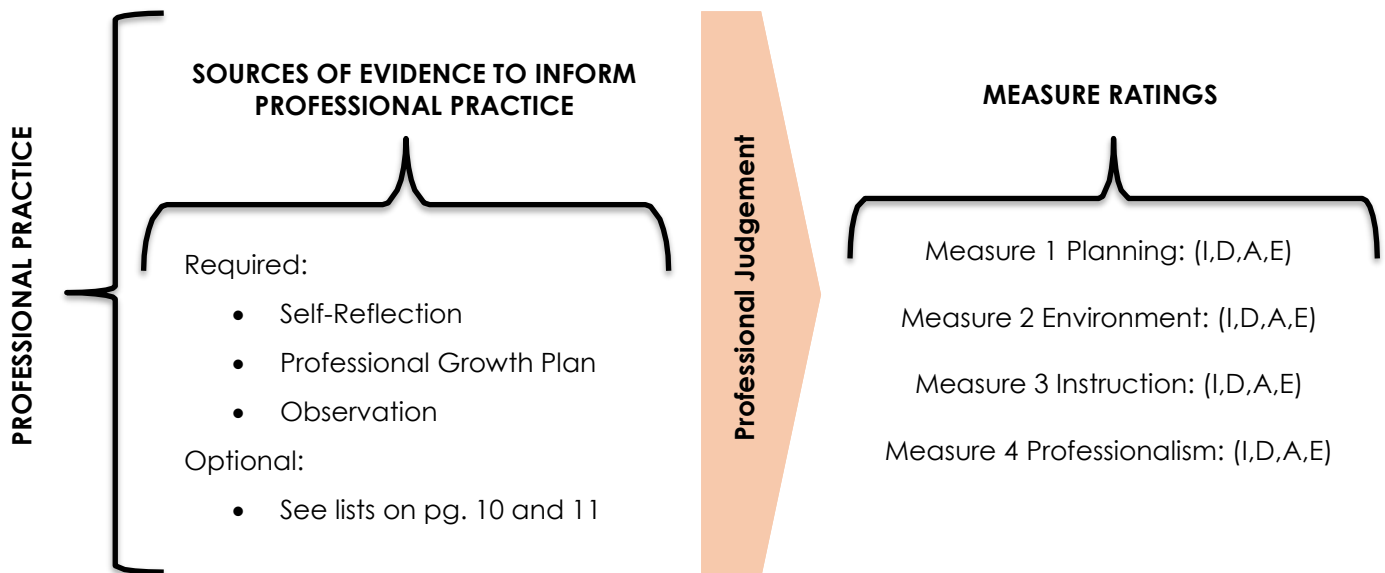 PROFESSIONAL PRACTICE
SOURCES OF EVIDENCE TO INFORM
PROFESSIONAL PRACTICE
Required:
• Self-Reflection
• Professional Growth Plan
• Observation
Optional:
• See lists on pg. 10 and 11
Professional Judgement
MEASURE RATINGS
Measure 1 Planning: (I,D,A,E)
Measure 2 Environment: (I,D,A,E)
Measure 3 Instruction: (I,D,A,E)
Measure 4 Professionalism: (I,D,A,E)